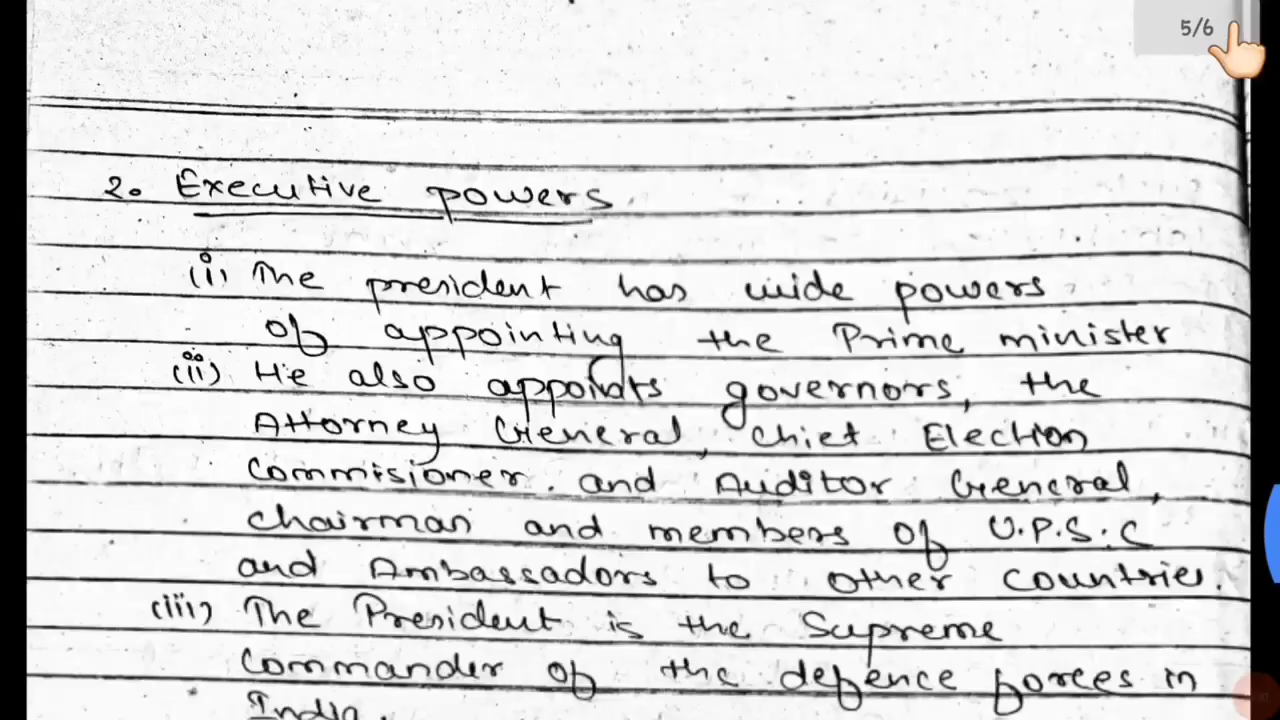 5/6
2. Executive powers
(i) The president has wide powers
of appointing the Prime minister
(ii) He also appoints governors, the
Attorney General, chief Election
Commisioner. and Auditor General,
chairman and members of U.P.S.C
and Ambassadors to other countries.
(iii) The President is the Supreme
Commander of the defence forces in
India.